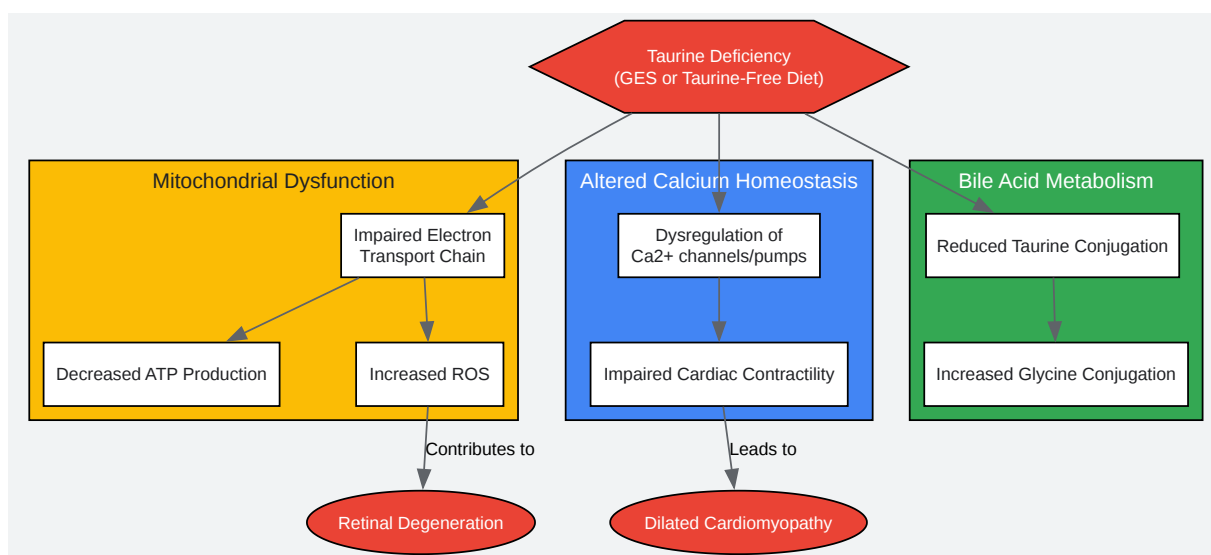 Taurine Deficiency
(GES or Taurine-Free Diet)
Mitochondrial Dysfunction
Altered Calcium Homeostasis
Bile Acid Metabolism
Impaired Electron
Transport Chain
Dysregulation of
Ca2+ channels/pumps
Reduced Taurine Conjugation
Decreased ATP Production
Increased ROS
Impaired Cardiac Contractility
Increased Glycine Conjugation
Contributes to
Leads to
Retinal Degeneration
Dilated Cardiomyopathy